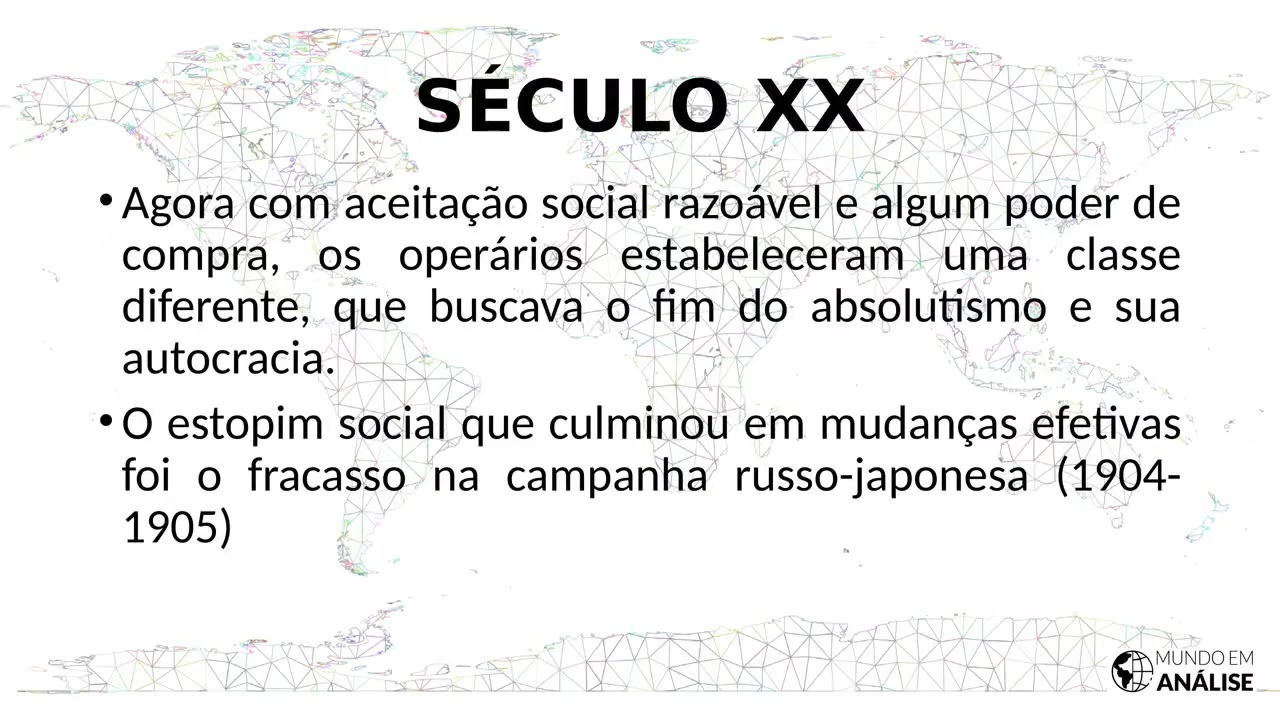 SÉCULO XX
• Agora com aceitação social razoável e algum poder de
compra, os operários estabeleceram uma classe
diferente, que buscava o fim do absolutismo e sua
autocracia.
• O estopim social que culminou em mudanças efetivas
foi o fracasso na campanha russo-japonesa (1904-
1905)
MUNDO EM
ANÁLISE